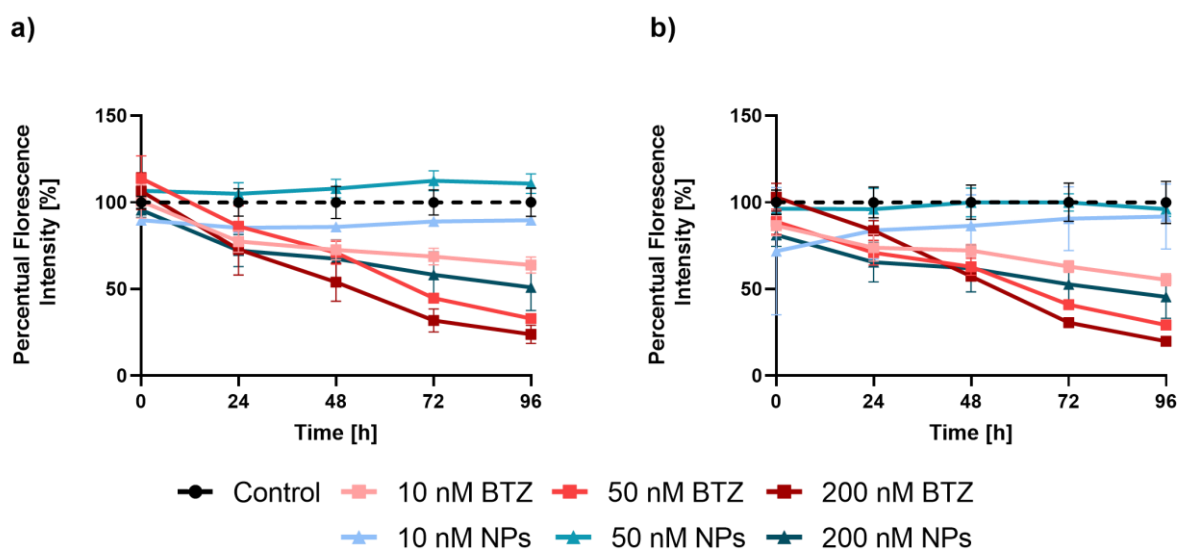 a)
Percentual Florescence
Intensity [%]
150
100
50
0
0 24 48 72 96
Time [h]
b)
Percentual Florescence
Intensity [%]
150
100
50
0
0 24 48 72 96
Time [h]
Control 10 nM BTZ 50 nM BTZ 200 nM BTZ
10 nM NPs 50 nM NPs 200 nM NPs